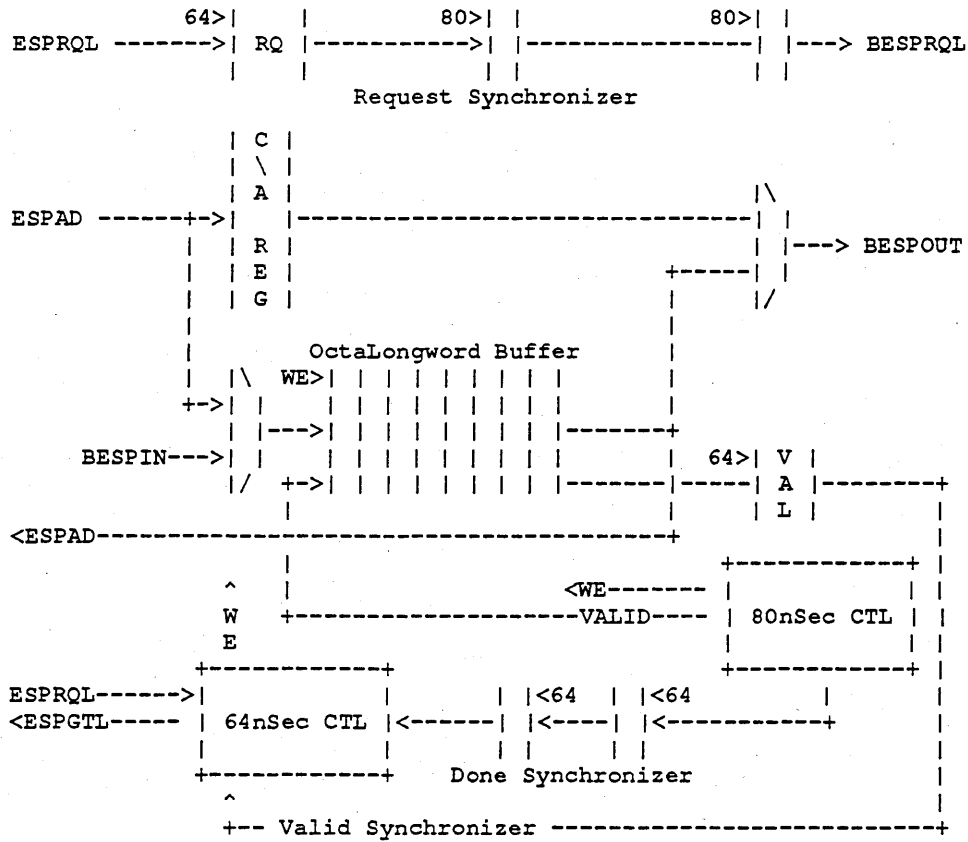 64>| | 80>| | 80>| |
ESPRQL ------->| RQ |----------->| |----------------| |---> BESPRQL
Request Synchronizer
C
\
A
ESPAD ------+->| |-------------------------------| |
R |---> BESPOUT
E
G
OctaLongword Buffer
WE>|
BESPIN--->|
64>| V
A
L
<ESPAD----------------------------------------+
<WE-------
W +--------------------VALID---- | 80nSec CTL |
E
ESPRQL------>| |<64 | |<64 |
<ESPGTL----- | 64nSec CTL |<------| |<----| |<-----------+
Done Synchronizer
^
+-- Valid Synchronizer ---------------------------+